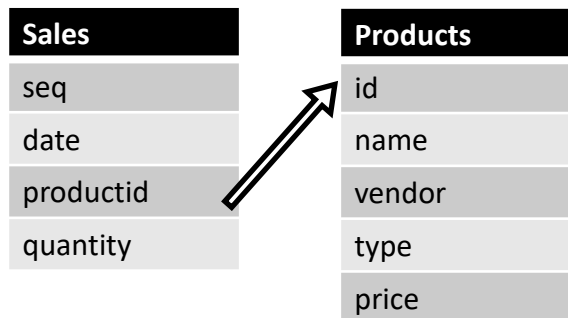 Sales
seq
date
productid
quantity
Products
id
name
vendor
type
price